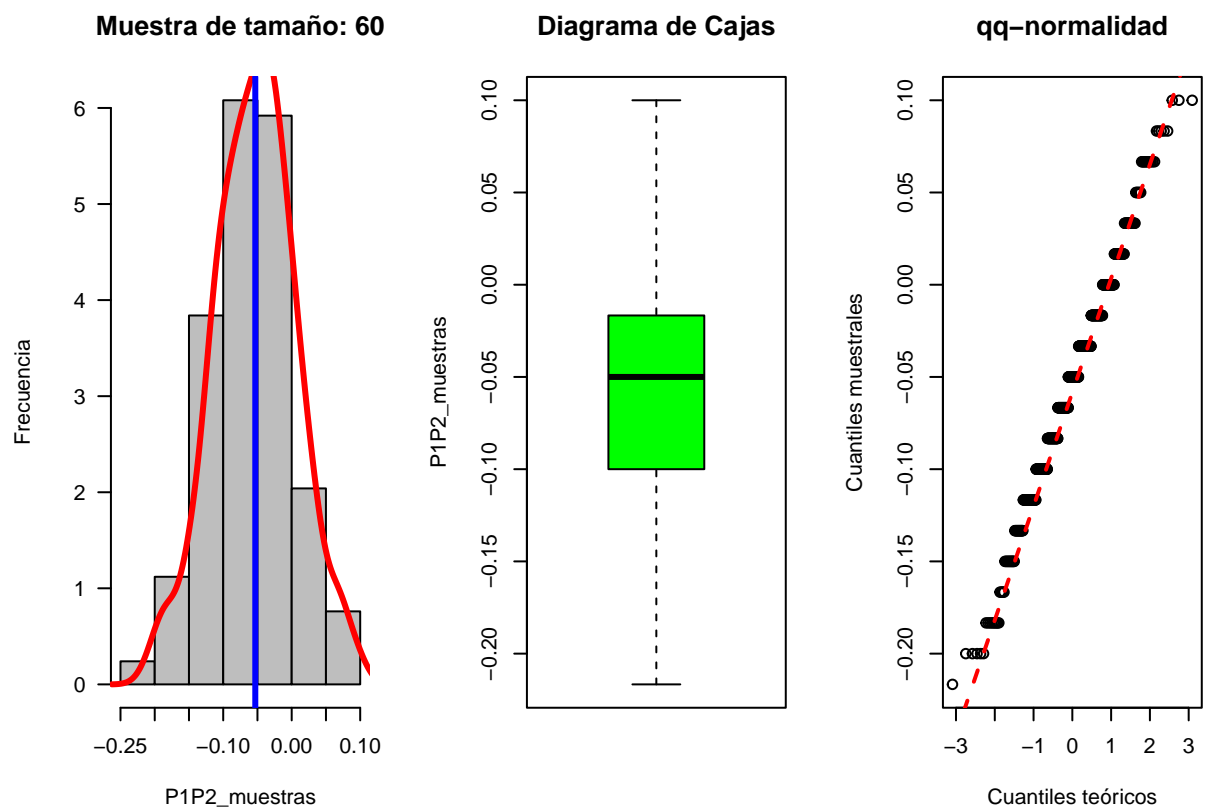 Muestra de tamaño: 60
Frecuencia
6
5
4
3
2
1
0
−0.25 −0.10 0.00 0.10
P1P2_muestras
Diagrama de Cajas
P1P2_muestras
0.10
0.05
0.00
−0.05
−0.10
−0.15
−0.20
qq−normalidad
Cuantiles muestrales
0.10
0.05
0.00
−0.05
−0.10
−0.15
−0.20
−3 −1 0 1 2 3
Cuantiles teóricos